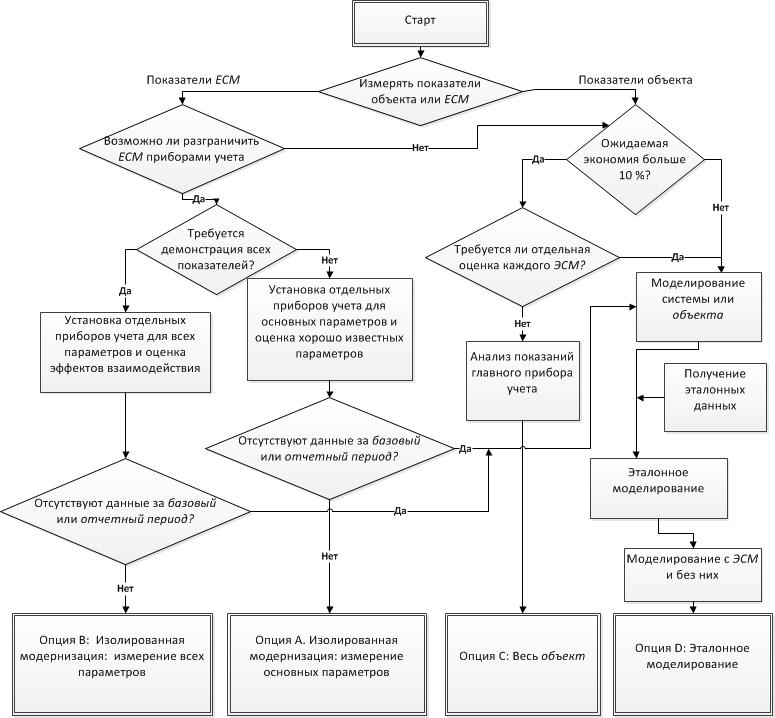 Старт
Измерять показатели
объекта или ECM
Показатели ECM
Показатели объекта
Возможно ли разграничить
ECM приборами учета
Нет
Ожидаемая
экономия больше
10 %?
Да
Да
Нет
Требуется
демонстрация всех
показателей?
Требуется ли отдельная
оценка каждого ЭСМ?
Да
Нет
Да
Нет
Установка отдельных
приборов учета для всех
параметров и оценка
эффектов взаимодействия
Установка отдельных
приборов учета для
основных параметров и
оценка хорошо известных
параметров
Анализ показаний
главного прибора
учета
Моделирование
системы или
объекта
Получение
эталонных
данных
Отсутствуют данные за базовый
или отчетный период?
Да
Эталонное
моделирование
Отсутствуют данные за базовый
или отчетный период?
Да
Нет
Нет
Моделирование с ЭСМ
и без них
Опция B: Изолированная
модернизация: измерение всех
параметров
Опция A. Изолированная
модернизация: измерение
основных параметров
Опция C: Весь объект
Опция D: Эталонное
моделирование